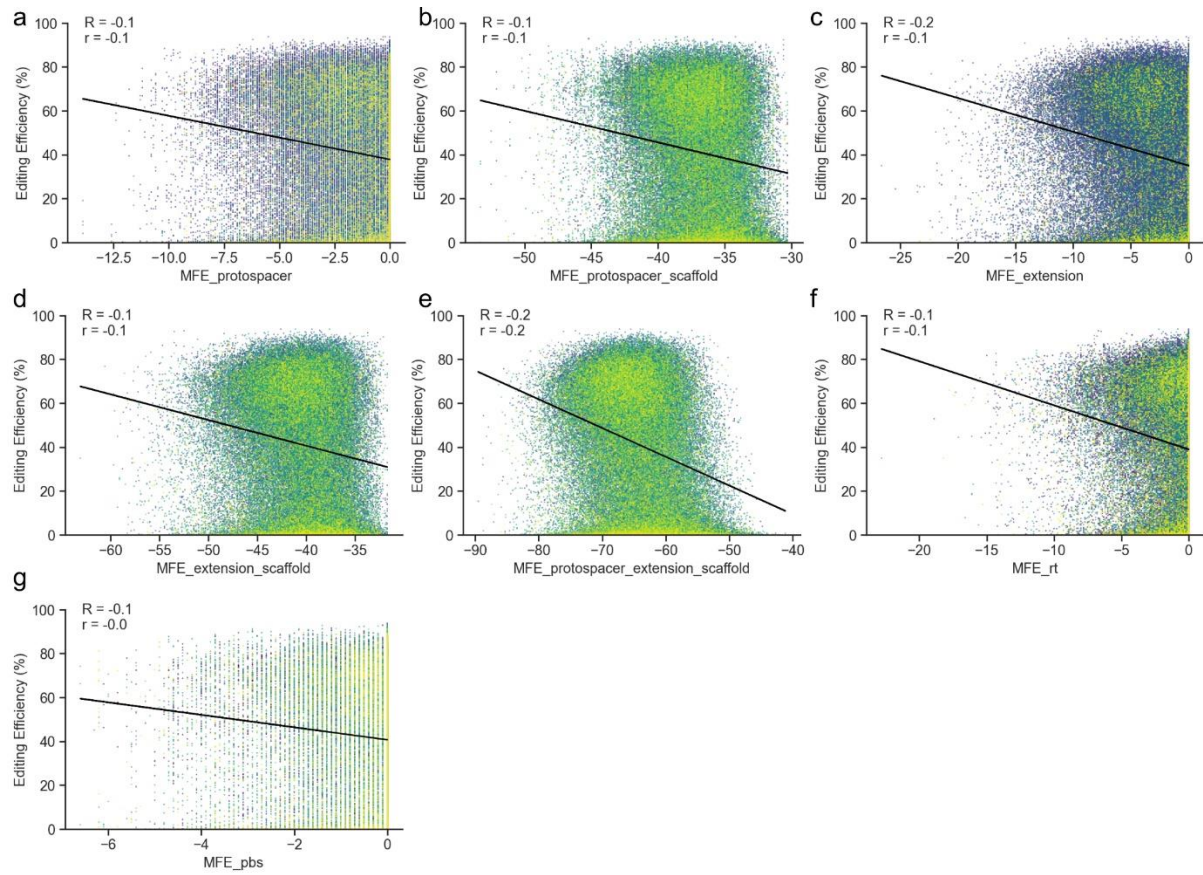 a
R = -0.1
r = -0.1
Editing Efficiency (%)
100
80
60
40
20
0
−12.5 −10.0 −7.5 −5.0 −2.5 0.0
MFE_protospacer
b
R = -0.1
r = -0.1
Editing Efficiency (%)
100
80
60
40
20
0
−50 −45 −40 −35 −30
MFE_protospacer_scaffold
c
R = -0.2
r = -0.1
Editing Efficiency (%)
100
80
60
40
20
0
−25 −20 −15 −10 −5 0
MFE_extension
d
R = -0.1
r = -0.1
Editing Efficiency (%)
100
80
60
40
20
0
−60 −55 −50 −45 −40 −35
MFE_extension_scaffold
e
R = -0.2
r = -0.2
Editing Efficiency (%)
100
80
60
40
20
0
−90 −80 −70 −60 −50 −40
MFE_protospacer_extension_scaffold
f
R = -0.1
r = -0.1
Editing Efficiency (%)
100
80
60
40
20
0
−20 −15 −10 −5 0
MFE_rt
g
R = -0.1
r = -0.0
Editing Efficiency (%)
100
80
60
40
20
0
−6 −4 −2 0
MFE_pbs